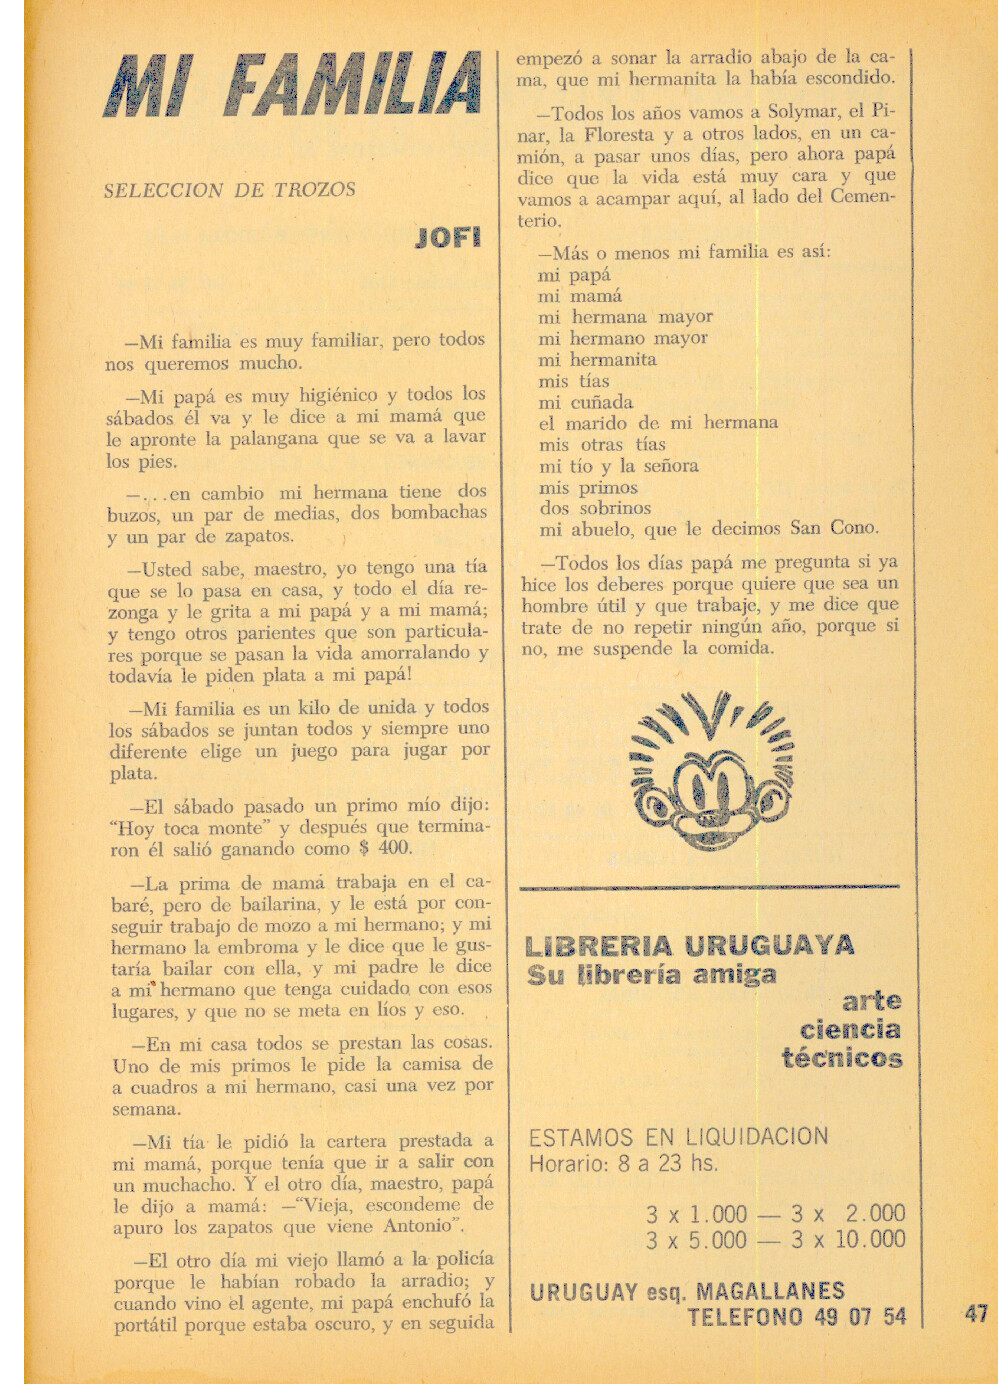 MI FAMILIA
SELECCION DE TROZOS
JOFI
—Mi familia es muy familiar, pero todos
nos queremos mucho.
—Mi papá es muy higiénico y todos los
sábados él va y le dice a mi mamá que
le apronte la palangana que se va a lavar
los pies.
—. . .en cambio mi hermana tiene dos
buzos, un par de medias, dos bombachas
y un par de zapatos.
—Usted sabe, maestro, yo tengo una tía
que se lo pasa en casa, y todo el día re-
zonga y le grita a mi papá y a mi mamá;
y tengo otros parientes que son particula-
res porque se pasan la vida amorralando y
todavía le piden plata a mi papá!
—Mi familia es un kilo de unida y todos
los sábados se juntan todos y siempre uno
diferente elige un juego para jugar por
plata.
—El sábado pasado un primo mío dijo:
“Hoy toca monte” y después que termina-
ron él salió ganando como $ 400.
—La prima de mamá trabaja en el ca-
baré, pero de bailarina, y le está por con-
seguir trabajo de mozo a mi hermano; y mi
hermano la embroma y le dice que le gus-
taría bailar con ella, y mi padre le dice
a mi hermano que tenga cuidado con esos
lugares, y que no se meta en líos y eso.
—En mi casa todos se prestan las cosas.
Uno de mis primos le pide la camisa de
a cuadros a mi hermano, casi una vez por
semana.
—Mi tía le pidió la cartera prestada a
mi mamá, porque tenía que ir a salir con
un muchacho. Y el otro día, maestro, papá
le dijo a mamá: —“Vieja, escondeme de
apuro los zapatos que viene Antonio”.
—El otro día mi viejo llamó a la policía
porque le habían robado la arradio; y
cuando vino el agente, mi papá enchufó la
portátil porque estaba oscuro, y en seguida
empezó a sonar la arradio abajo de la ca-
ma, que mi hermanita la había escondido.
—Todos los años vamos a Solymar, el Pi-
nar, la Floresta y a otros lados, en un ca-
mión, a pasar unos días, pero ahora papá
dice que la vida está muy cara y que
vamos a acampar aquí, al lado del Cemen-
terio.
—Más o menos mi familia es así:
mi papá
mi mamá
mi hermana mayor
mi hermano mayor
mi hermanita
mis tías
mi cuñada
el marido de mi hermana
mis otras tías
mi tío y la señora
mis primos
dos sobrinos
mi abuelo, que le decimos San Cono.
—Todos los días papá me pregunta si ya
hice los deberes porque quiere que sea un
hombre útil y que trabaje, y me dice que
trate de no repetir ningún año, porque si
no, me suspende la comida.
LIBRERIA URUGUAYA
Su librería amiga
arte
ciencia
técnicos
ESTAMOS EN LIQUIDACION
Horario: 8 a 23 hs.
3 x 1.000 — 3 x 2.000
3 x 5.000 — 3 x 10.000
URUGUAY esq. MAGALLANES
TELEFONO 49 07 54
47